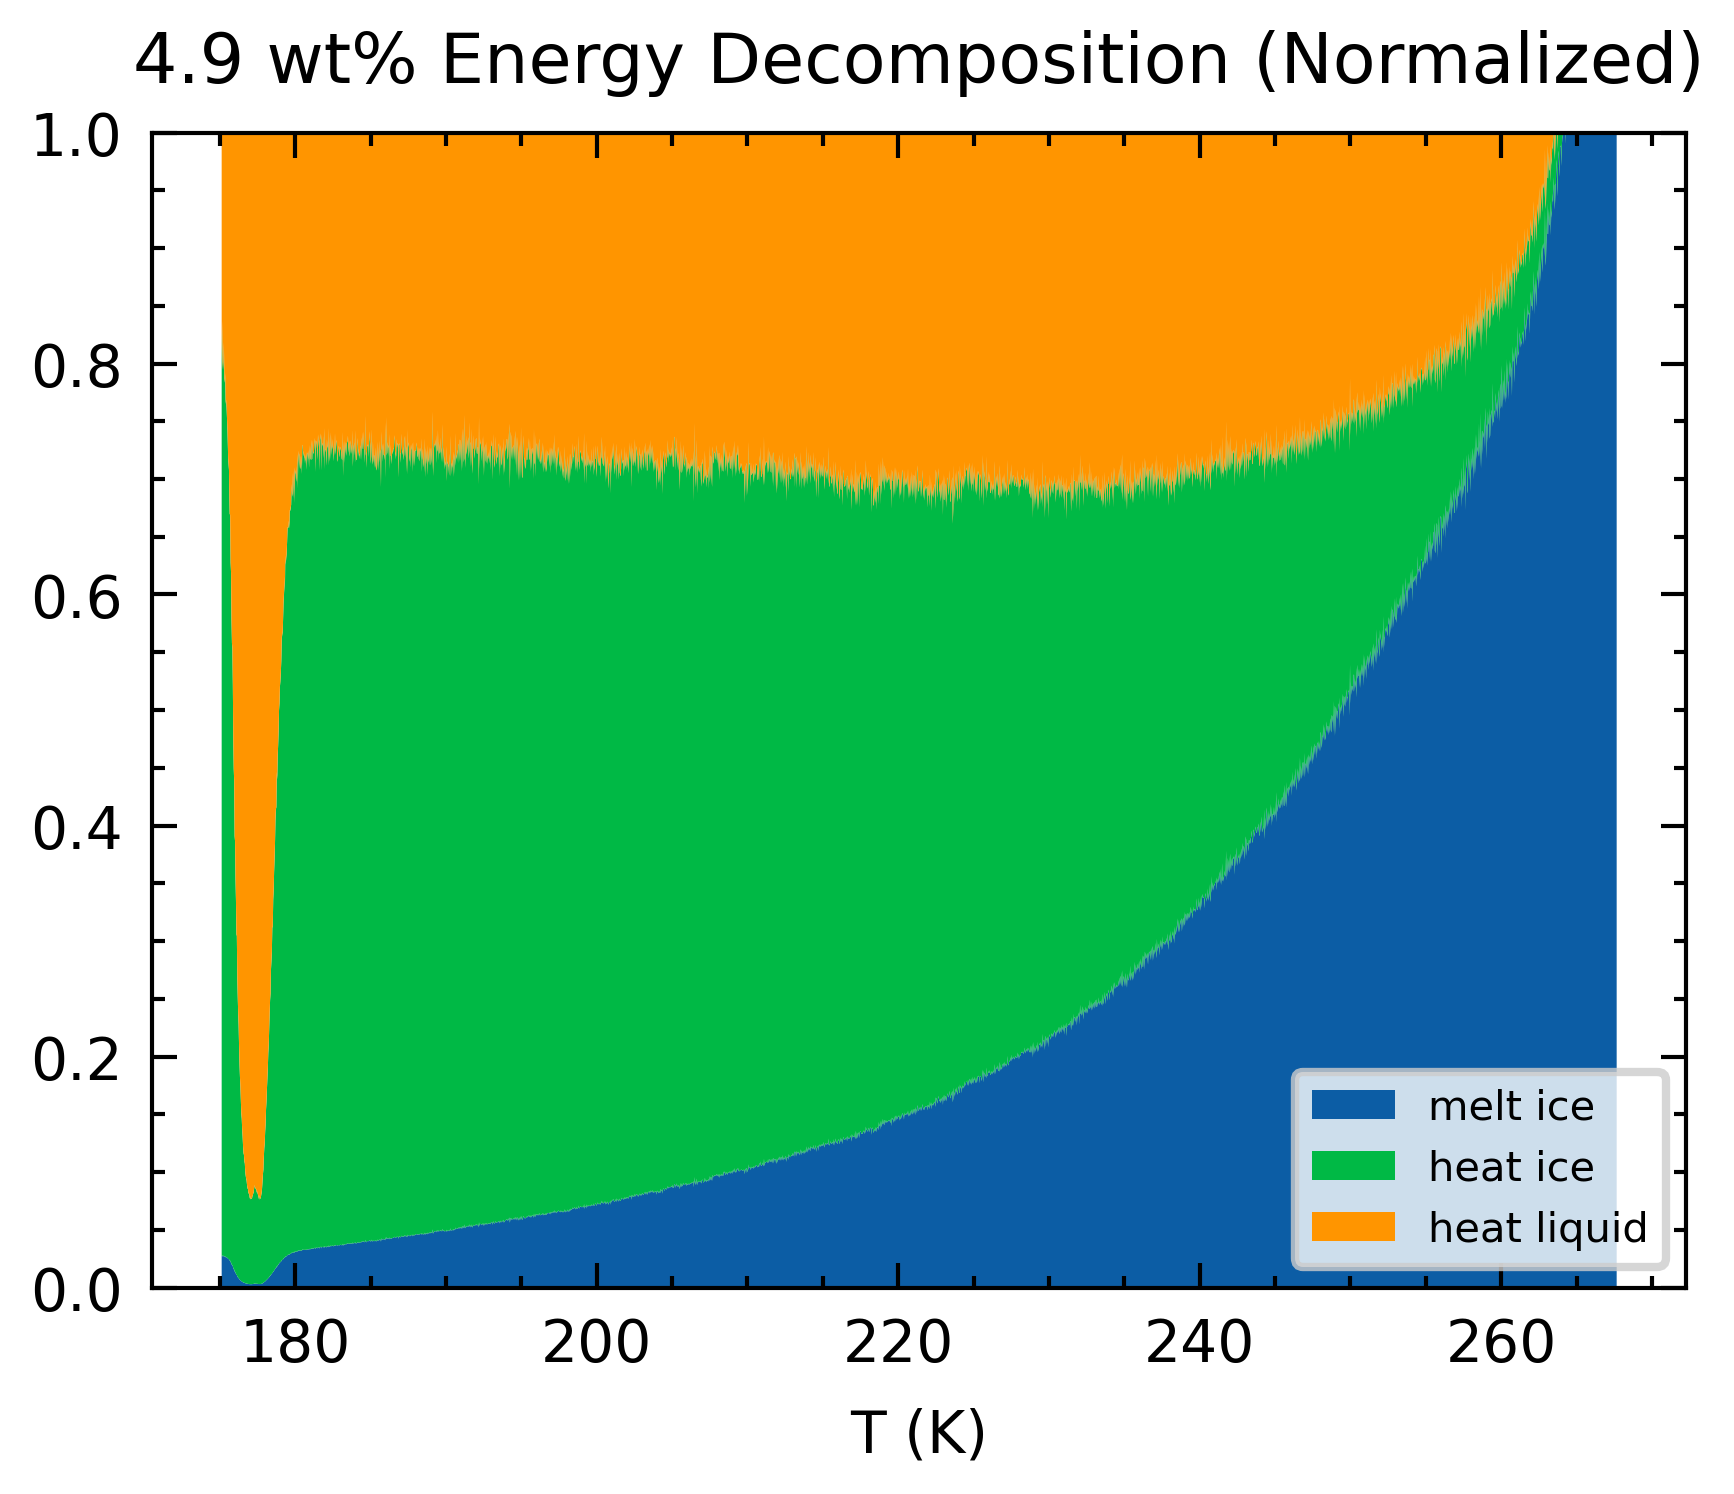 4.9 wt% Energy Decomposition (Normalized)
1.0
0.8
0.6
0.4
0.2
0.0
melt ice
heat ice
heat liquid
180 200 220 240 260
T (K)